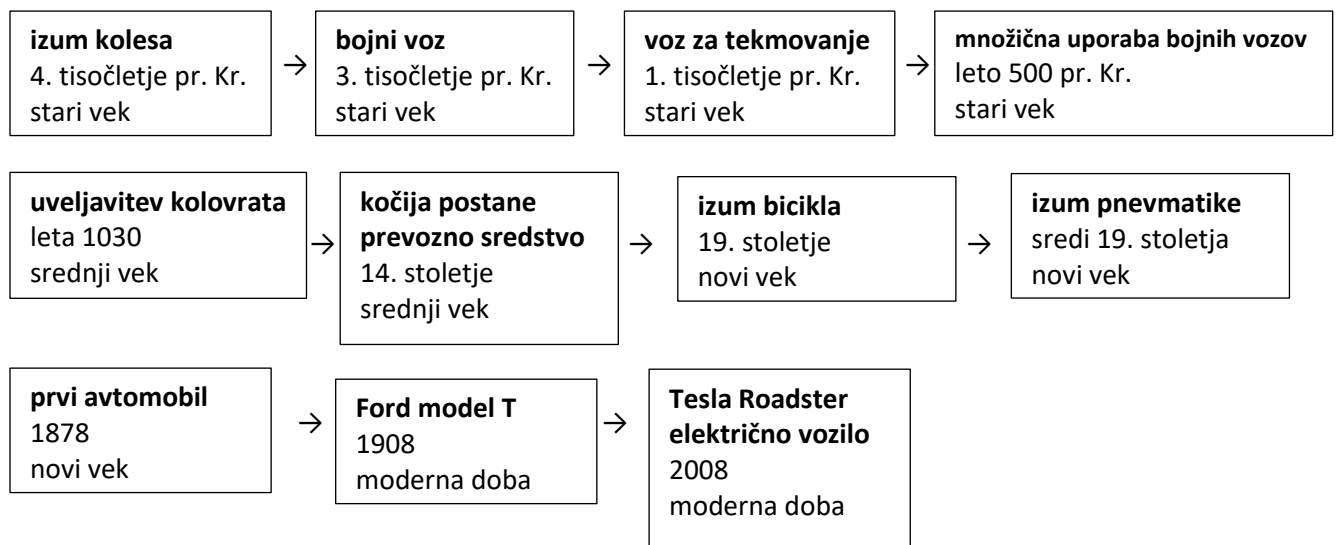 izum kolesa
4. tisočletje pr. Kr.
stari vek
→
bojni voz
3. tisočletje pr. Kr.
stari vek
→
voz za tekmovanje
1. tisočletje pr. Kr.
stari vek
→
množična uporaba bojnih vozov
leto 500 pr. Kr.
stari vek
uveljavitev kolovrata
leta 1030
srednji vek
→
kočija postane
prevozno sredstvo
14. stoletje
srednji vek
→
izum bicikla
19. stoletje
novi vek
→
izum pnevmatike
sredi 19. stoletja
novi vek
prvi avtomobil
1878
novi vek
→
Ford model T
1908
moderna doba
→
Tesla Roadster
električno vozilo
2008
moderna doba